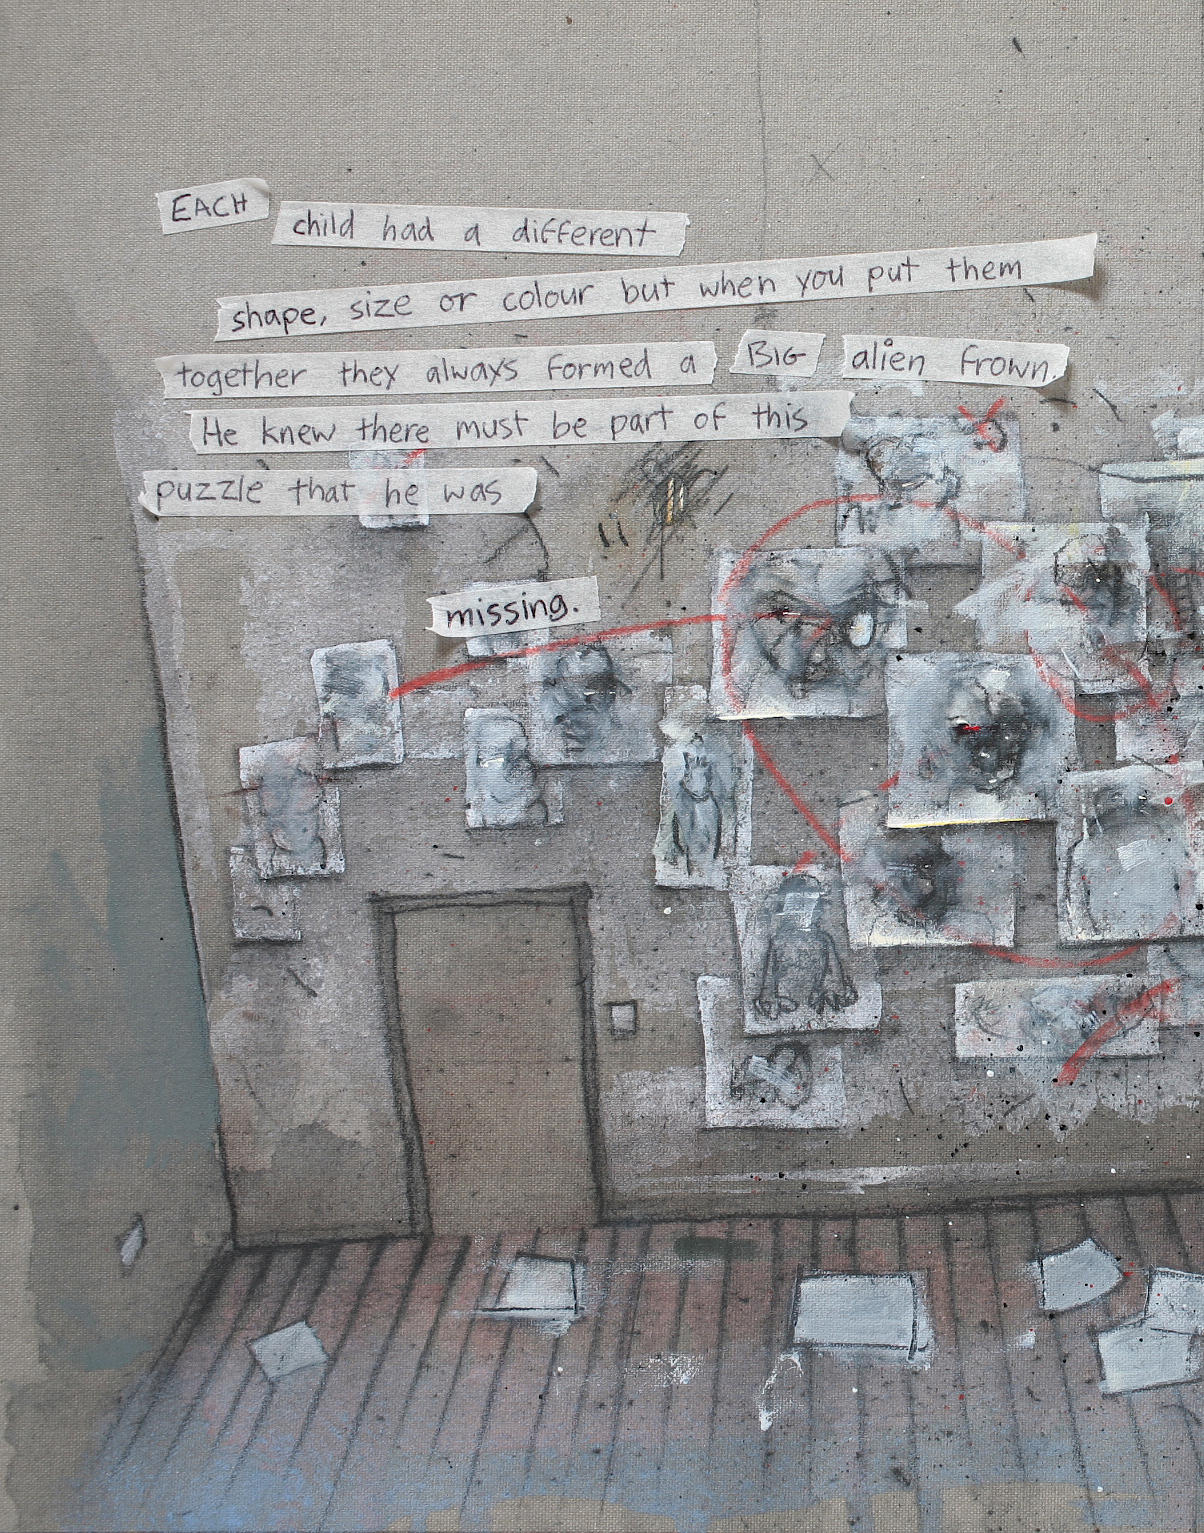 EACH child had a different
shape, size or colour but when you put them
together they always formed a BIG alien frown.
He knew there must be part of this
puzzle that he was
missing.